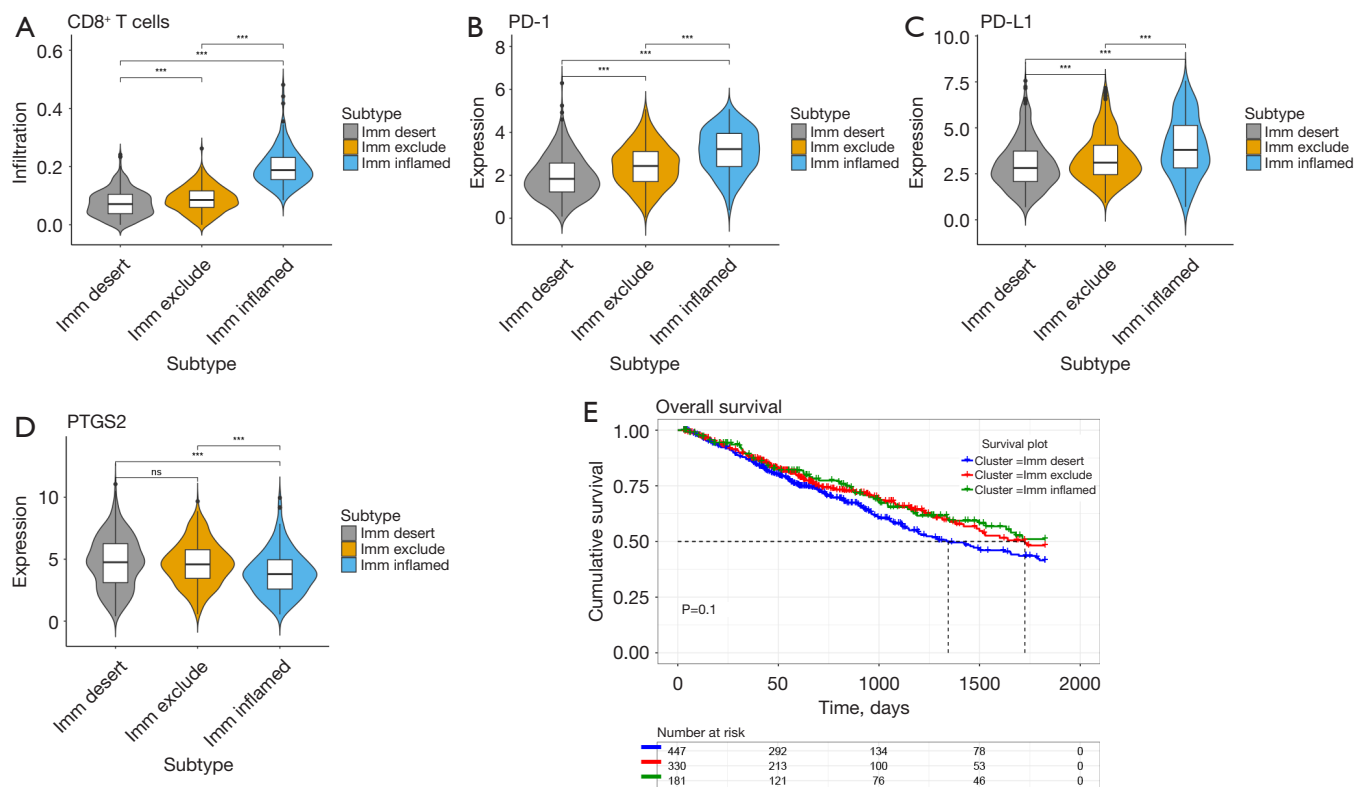 A
CD8+ T cells
Infiltration
0.6
0.4
0.2
0.0
***
***
***
Imm desert
Imm exclude
Imm inflamed
Subtype
Subtype
Imm desert
Imm exclude
Imm inflamed
B
PD-1
Expression
8
6
4
2
0
***
***
***
Imm desert
Imm exclude
Imm inflamed
Subtype
Subtype
Imm desert
Imm exclude
Imm inflamed
C
PD-L1
Expression
10.0
7.5
5.0
2.5
0.0
***
***
***
Imm desert
Imm exclude
Imm inflamed
Subtype
Subtype
Imm desert
Imm exclude
Imm inflamed
D
PTGS2
Expression
10
5
0
***
***
ns
Imm desert
Imm exclude
Imm inflamed
Subtype
Subtype
Imm desert
Imm exclude
Imm inflamed
E
Overall survival
Cumulative survival
1.00
0.75
0.50
0.25
0.00
Survival plot
Cluster =Imm desert
Cluster =Imm exclude
Cluster =Imm inflamed
P=0.1
0 50 1000 1500 2000
Time, days
Number at risk
447 292 134 78 0
330 213 100 53 0
181 121 76 46 0